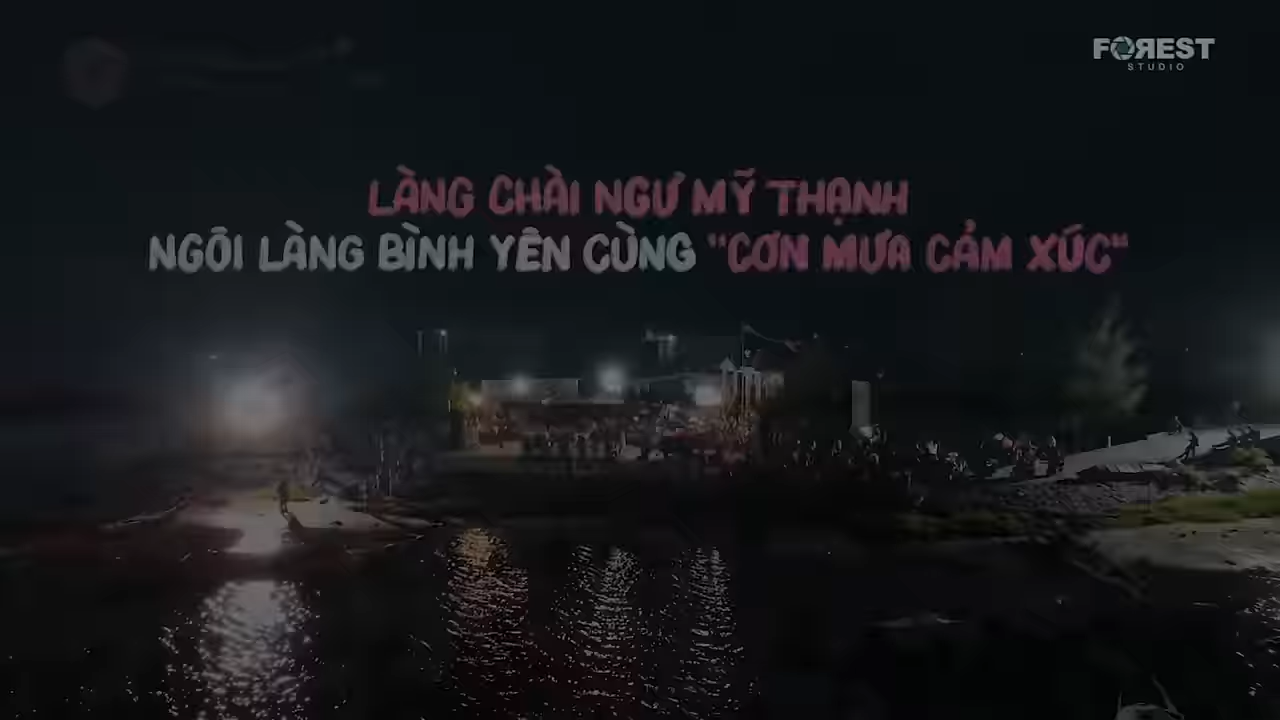 FOREST
STUDIO
LÀNG CHÀI NGƯ MỸ THẠNH
NGÔI LÀNG BÌNH YÊN CÙNG "CƠN MƯA CẢM XÚC"